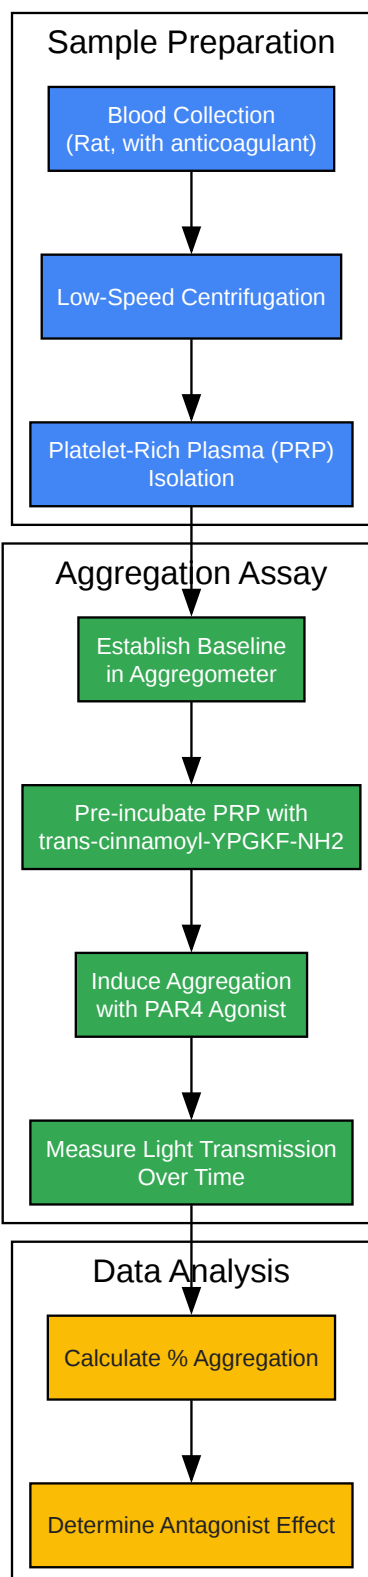 Sample Preparation
Blood Collection
(Rat, with anticoagulant)
Low-Speed Centrifugation
Platelet-Rich Plasma (PRP)
Isolation
Aggregation Assay
Establish Baseline
in Aggregometer
Pre-incubate PRP with
trans-cinnamoyl-YPGKF-NH2
Induce Aggregation
with PAR4 Agonist
Measure Light Transmission
Over Time
Data Analysis
Calculate % Aggregation
Determine Antagonist Effect